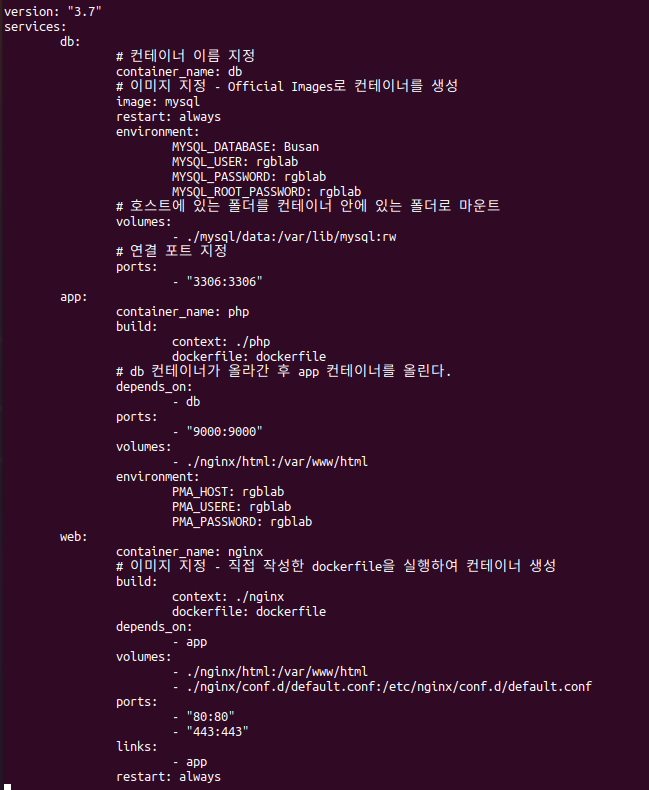 version: "3.7"
services:
db:
# 컨테이너 이름 지정
container_name: db
# 이미지 지정 - Official Images로 컨테이너를 생성
image: mysql
restart: always
environment:
MYSQL_DATABASE: Busan
MYSQL_USER: rgblab
MYSQL_PASSWORD: rgblab
MYSQL_ROOT_PASSWORD: rgblab
# 호스트에 있는 폴더를 컨테이너 안에 있는 폴더로 마운트
volumes:
- ./mysql/data:/var/lib/mysql:rw
# 연결 포트 지정
ports:
- "3306:3306"
app:
container_name: php
build:
context: ./php
dockerfile: dockerfile
# db 컨테이너가 올라간 후 app 컨테이너를 올린다.
depends_on:
- db
ports:
- "9000:9000"
volumes:
- ./nginx/html:/var/www/html
environment:
PMA_HOST: rgblab
PMA_USERE: rgblab
PMA_PASSWORD: rgblab
web:
container_name: nginx
# 이미지 지정 - 직접 작성한 dockerfile을 실행하여 컨테이너 생성
build:
context: ./nginx
dockerfile: dockerfile
depends_on:
- app
volumes:
- ./nginx/html:/var/www/html
- ./nginx/conf.d/default.conf:/etc/nginx/conf.d/default.conf
ports:
- "80:80"
- "443:443"
links:
- app
restart: always